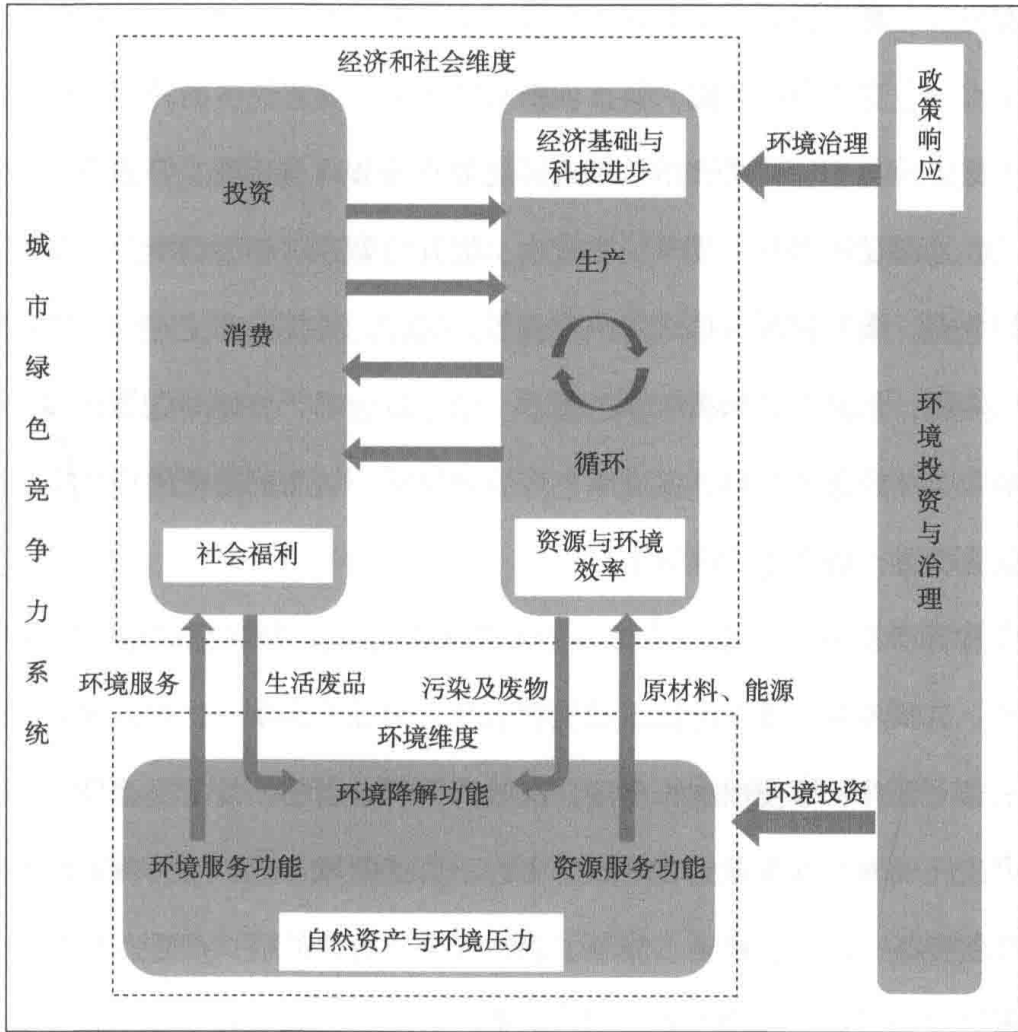 城市绿色竞争力系统
经济和社会维度
投资
消费
社会福利
经济基础与
科技进步
生产
循环
资源与环境
效率
环境治理
政策响应
环境投资与治理
环境服务
生活废品
污染及废物
原材料、能源
环境维度
环境降解功能
环境服务功能
资源服务功能
环境投资
自然资产与环境压力